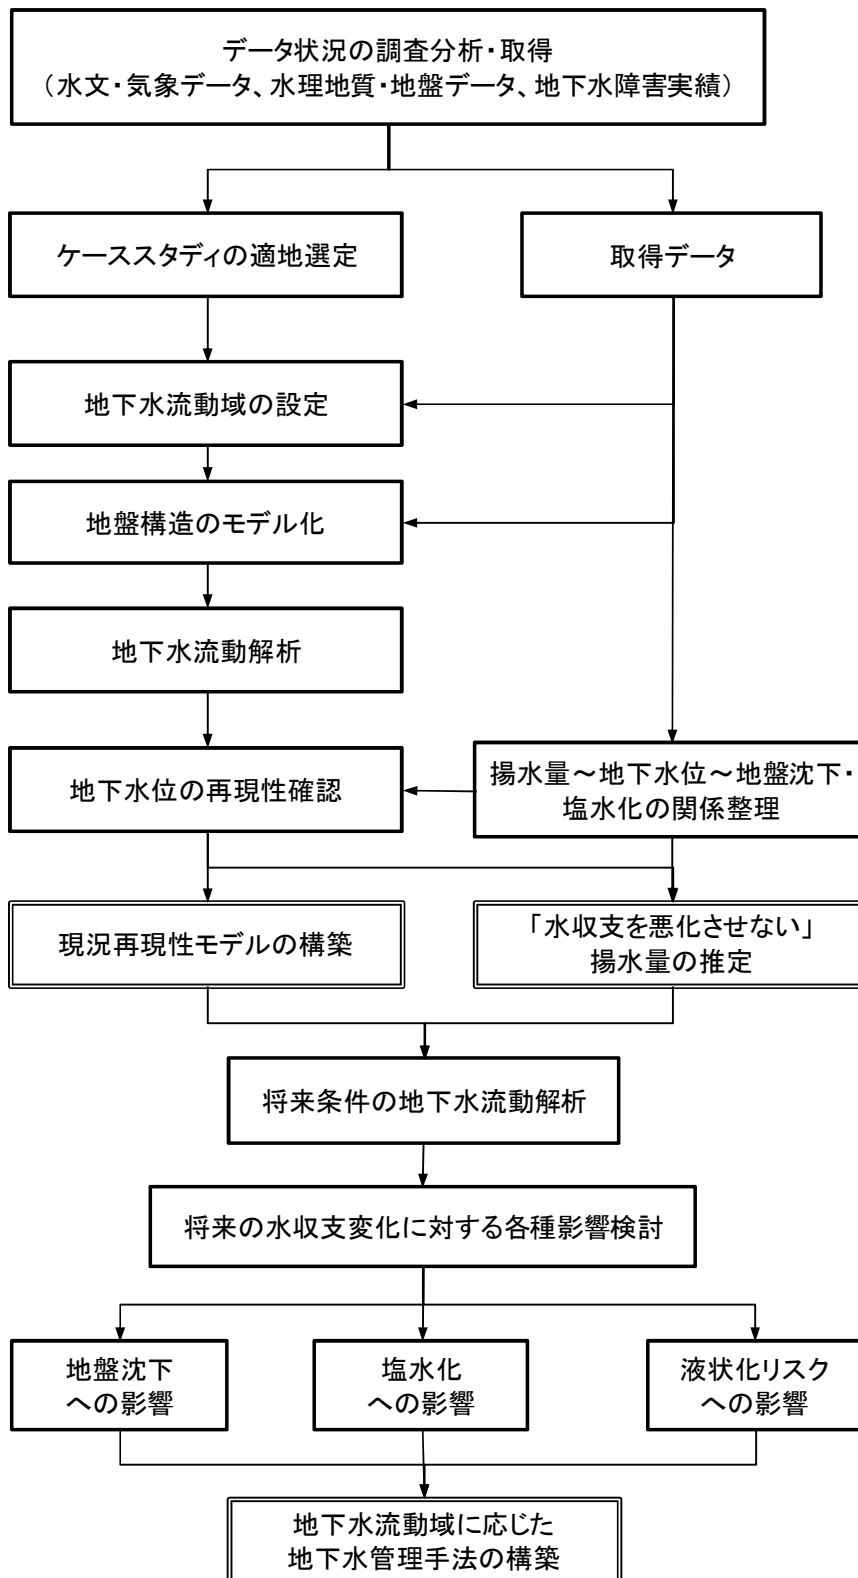 データ状況の調査分析・取得
（水文・気象データ、水理地質・地盤データ、地下水障害実績）
ケーススタディの適地選定
取得データ
地下水流動域の設定
地盤構造のモデル化
地下水流動解析
地下水位の再現性確認
揚水量～地下水位～地盤沈下・
塩水化の関係整理
現況再現性モデルの構築
「水収支を悪化させない」
揚水量の推定
将来条件の地下水流動解析
将来の水収支変化に対する各種影響検討
地盤沈下
への影響
塩水化
への影響
液状化リスク
への影響
地下水流動域に応じた
地下水管理手法の構築